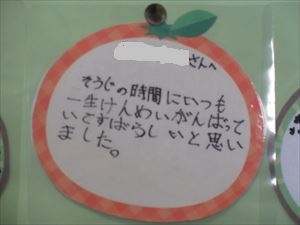 さんへ
そうじの時間にいつも
一生けんめいがんばって
いてすばらしいと思い
ました。